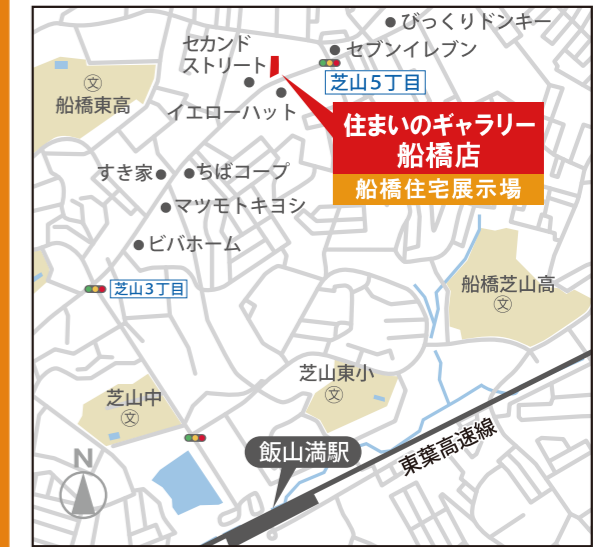 びっくりドンキー
セブンイレブン
セカンド
ストリート
芝山5丁目
文
船橋東高
イエローハット
住まいのギャラリー
船橋店
船橋住宅展示場
すき家
ちばコープ
マツモトキヨシ
ビバホーム
芝山3丁目
船橋芝山高
文
芝山東小
文
芝山中
文
飯山満駅
東葉高速線
N